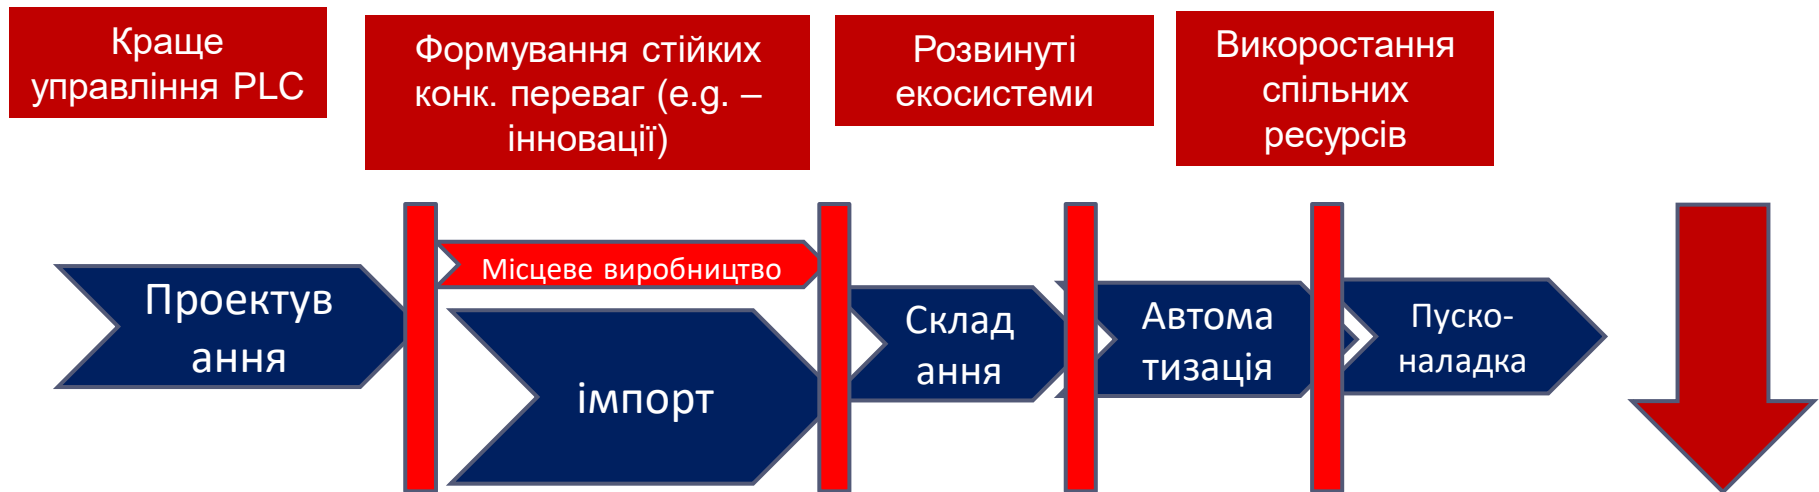 Краще
управління PLC
Формування стійких
конк. переваг (e.g. –
інновації)
Розвинуті
екосистеми
Викоростання
спільних
ресурсів
Місцеве виробництво
Проектув
ання
імпорт
Склад
ання
Автома
тизація
Пуско-
наладка